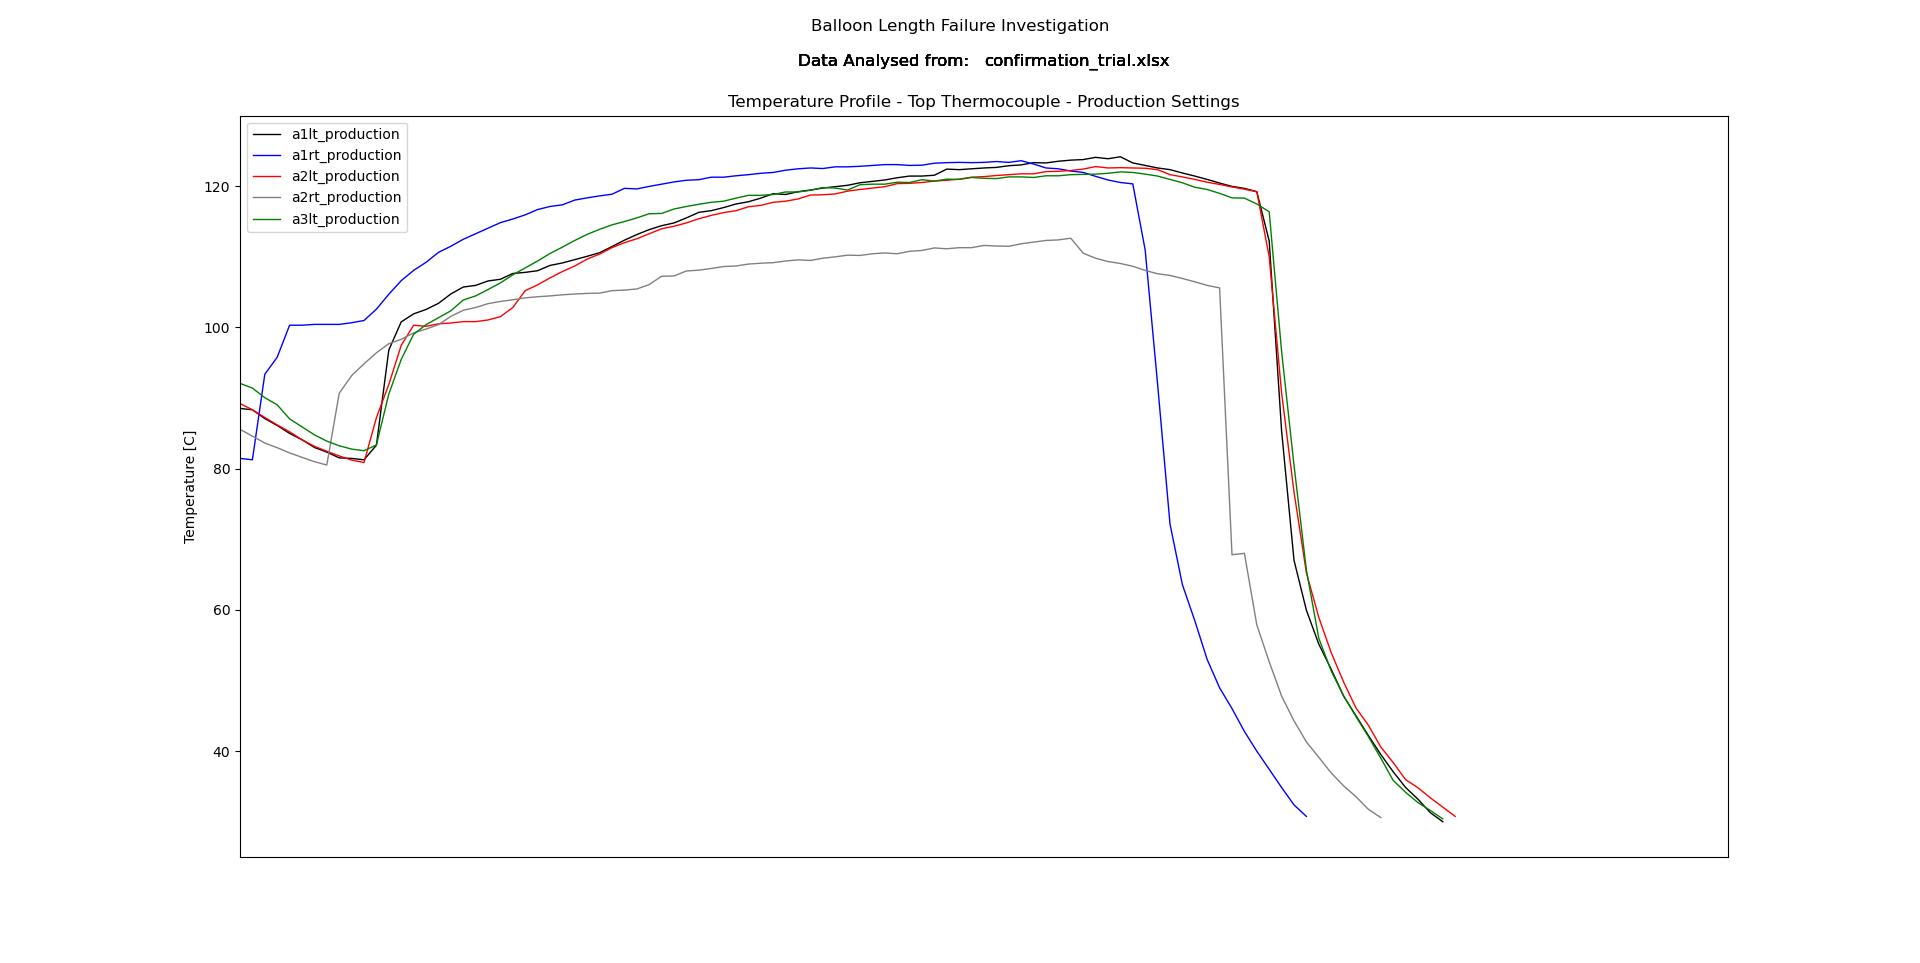 Balloon Length Failure Investigation
Data Analysed from:   confirmation_trial.xlsx
Temperature Profile - Top Thermocouple - Production Settings
a1lt_production
a1rt_production
a2lt_production
a2rt_production
a3lt_production
120
100
80
60
40
Temperature [C]